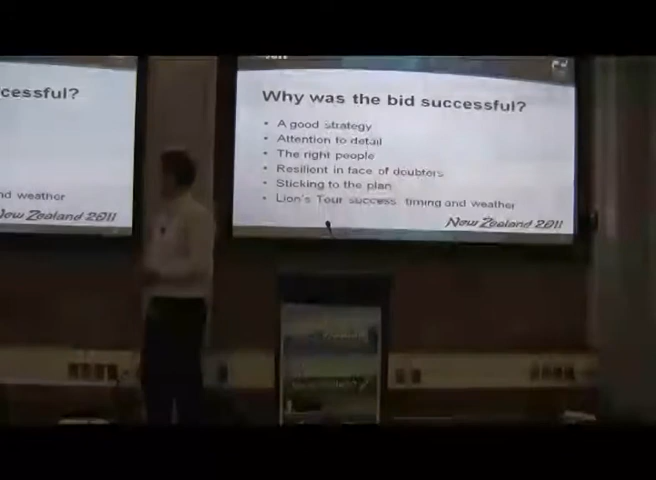 cessful?
nd weather
New Zealand 2011
Why was the bid successful?
• A good strategy
• Attention to detail
• The right people
• Resilient in face of doubters
• Sticking to the plan
• Lion's Tour success timing and weather
New Zealand 2011